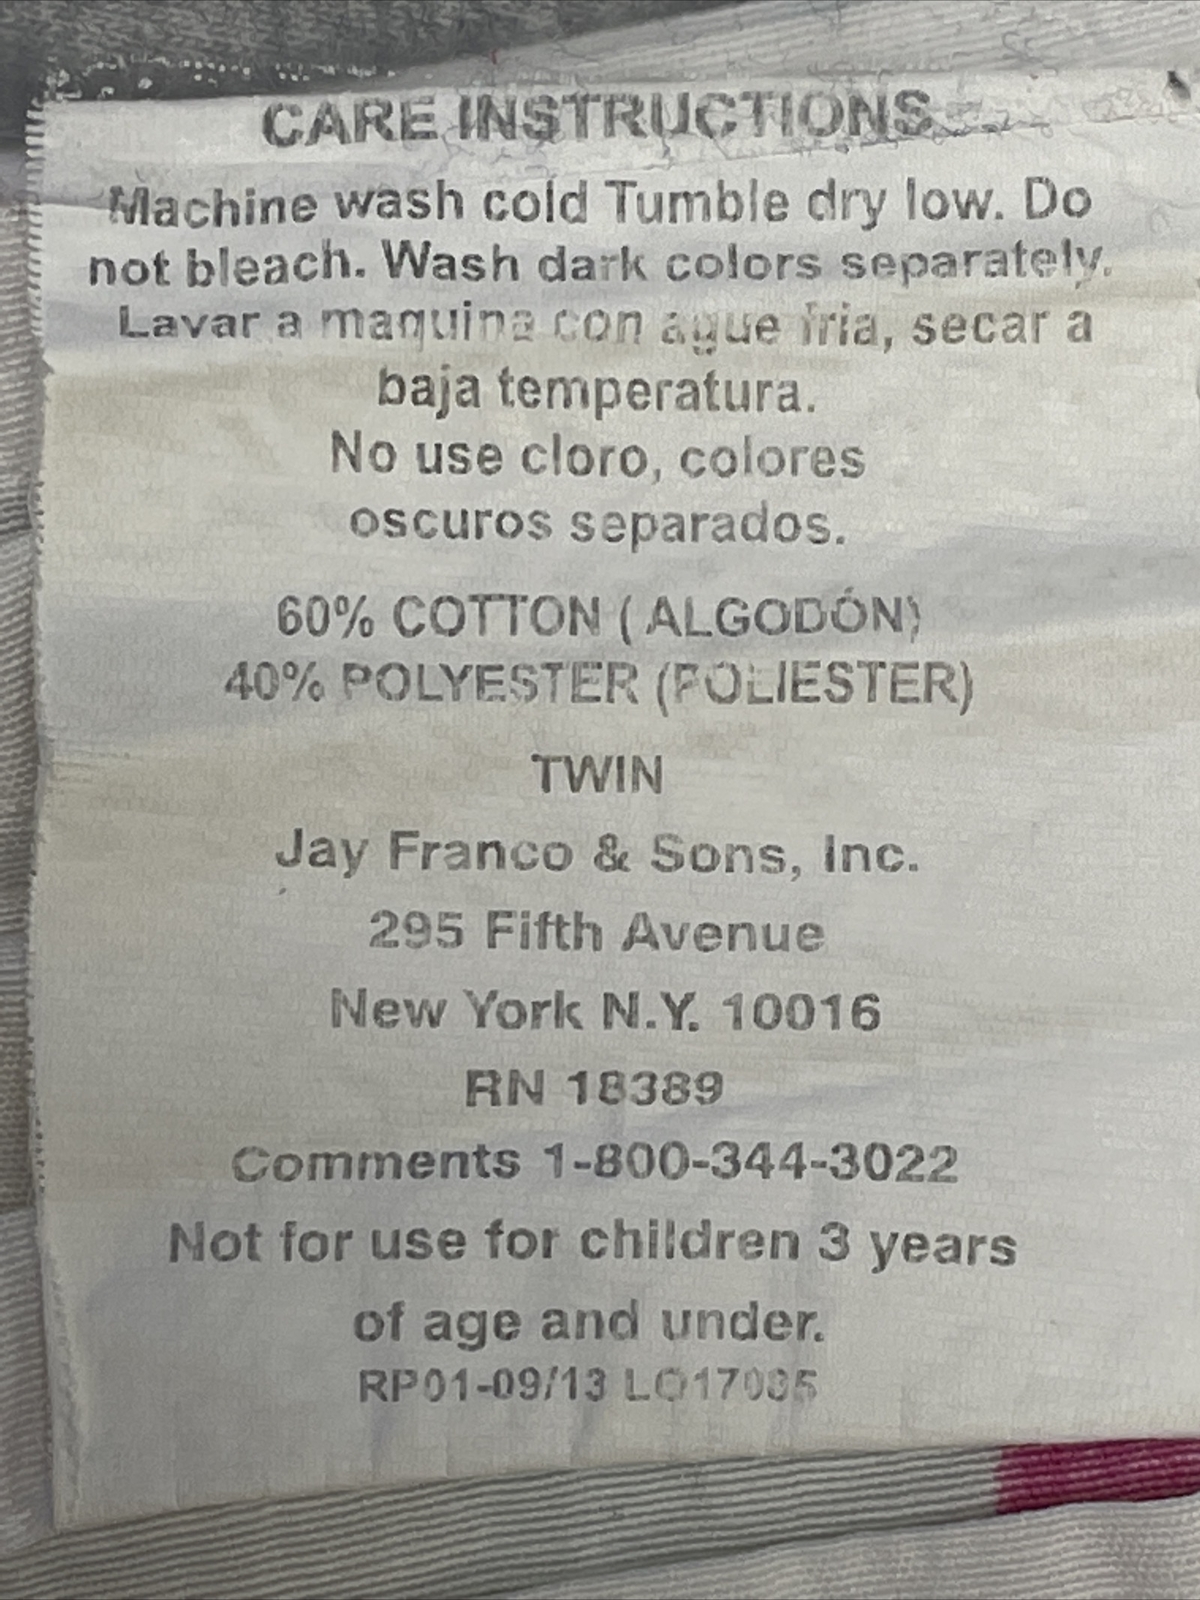 CARE INSTRUCTIONS
Machine wash cold Tumble dry low. Do
not bleach. Wash dark colors separately.
Lavar a maquina con ague fria, secar a
baja temperatura.
No use cloro, colores
oscuros separados.
60% COTTON ( ALGODÓN)
40% POLYESTER (POLIESTER)
TWIN
Jay Franco & Sons, Inc.
295 Fifth Avenue
New York N.Y. 10016
RN 18389
Comments 1-800-344-3022
Not for use for children 3 years
of age and under.
RP01-09/13